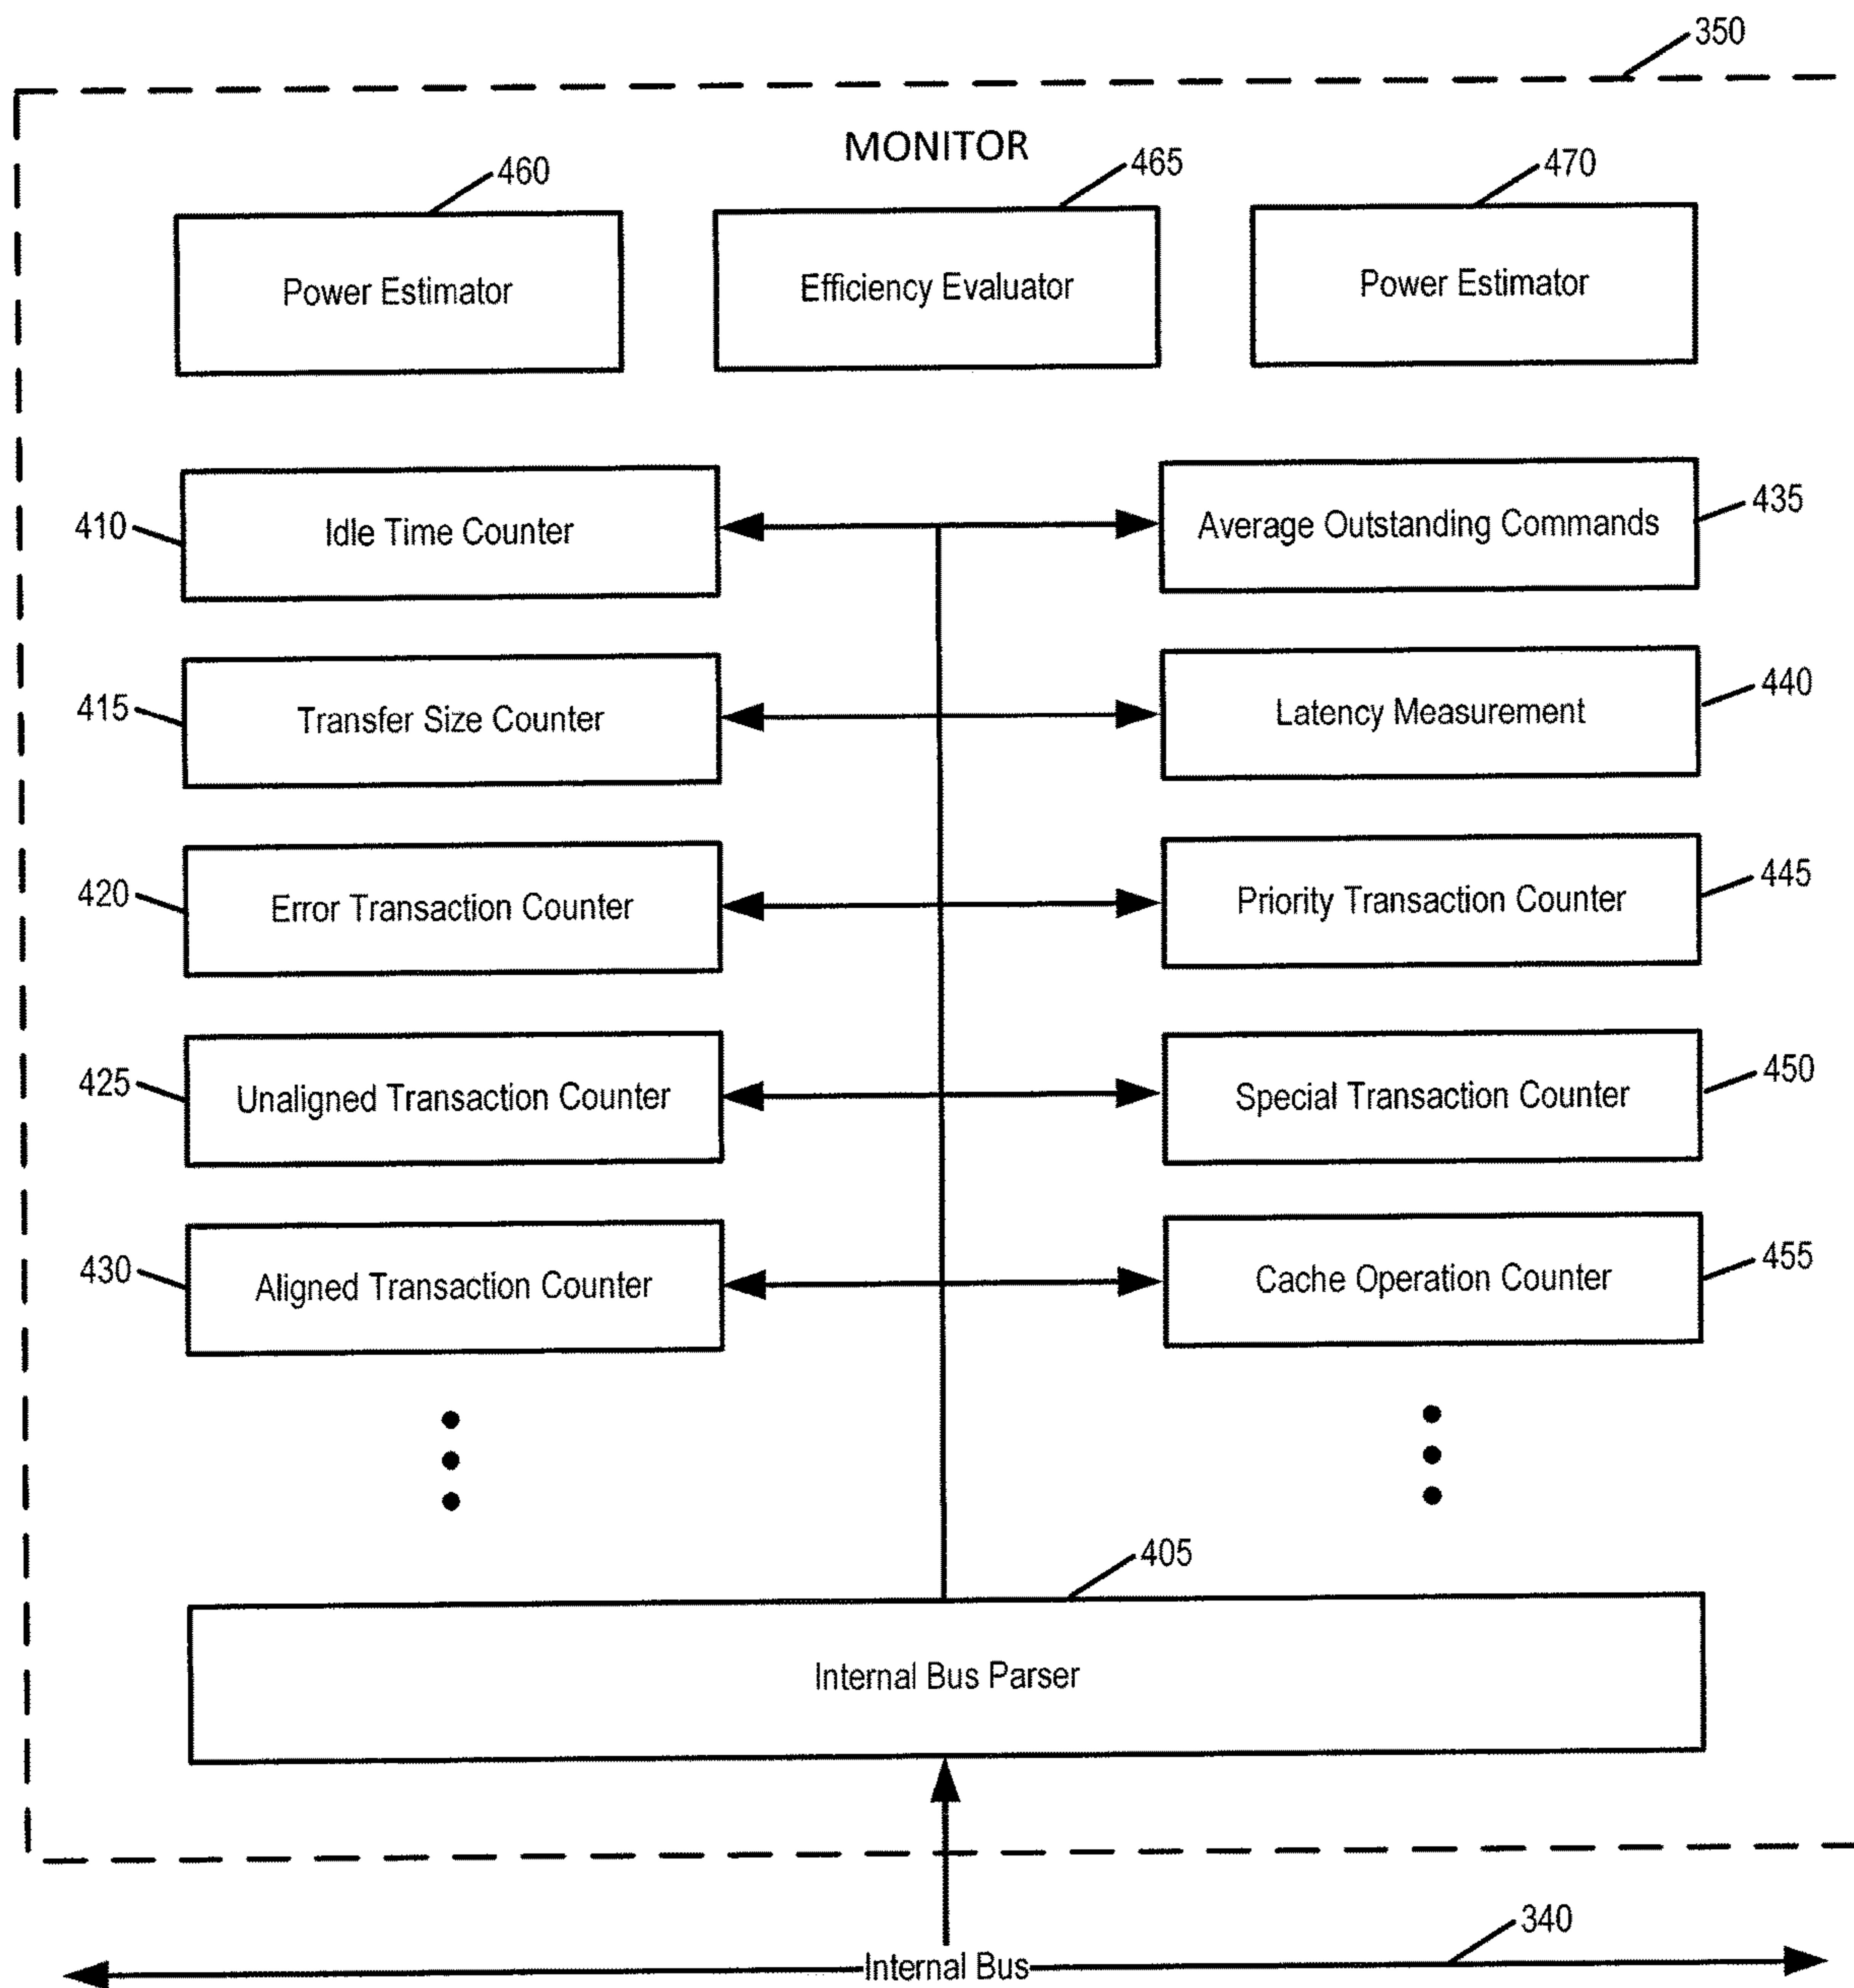 350
MONITOR
460
465
470
Power Estimator
Efficiency Evaluator
Power Estimator
410
Idle Time Counter
Average Outstanding Commands
435
415
Transfer Size Counter
Latency Measurement
440
420
Error Transaction Counter
Priority Transaction Counter
445
425
Unaligned Transaction Counter
Special Transaction Counter
450
430
Aligned Transaction Counter
Cache Operation Counter
455
405
Internal Bus Parser
340
Internal Bus